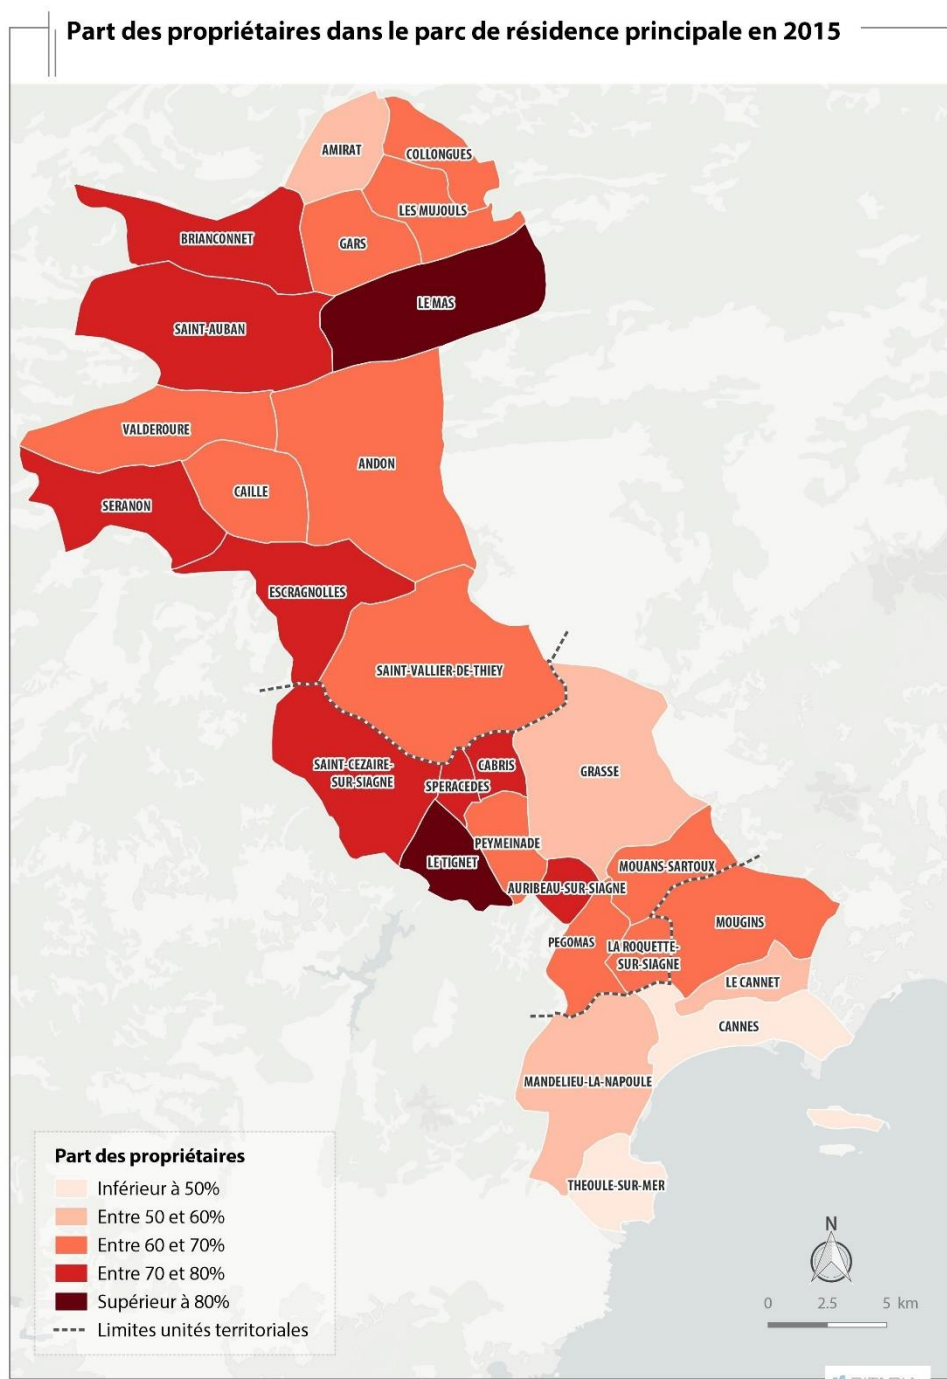 Part des propriétaires dans le parc de résidence principale en 2015
AMIRAT
COLLONGUES
LES MUJOULS
BRIANCONNET
GARS
LE MAS
SAINT-AUBAN
VALDEROURE
ANDON
CAILLE
SERANON
ESCRAGNOLLES
SAINT-VALLIER-DE-THIEY
SAINT-CEZAIRE-
SUR-SIAGNE
CABRIS
SPERACEDES
GRASSE
PEYMEINADE
LE TIGNET
MOUANS-SARTOUX
AURIBEAU-SUR-SIAGNE
MOUGINS
PEGOMAS
LA ROQUETTE-
SUR-SIAGNE
LE CANNET
CANNES
MANDELIEU-LA-NAPOULE
THEOULE-SUR-MER
Part des propriétaires
Inférieur à 50%
Entre 50 et 60%
Entre 60 et 70%
Entre 70 et 80%
Supérieur à 80%
Limites unités territoriales
N
0 2.5 5 km